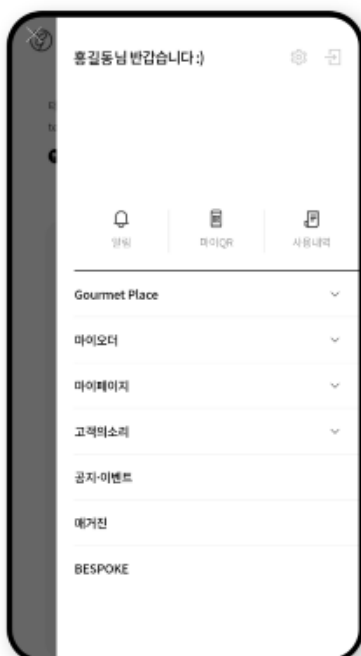 홍길동님 반갑습니다 :)
알림
마이QR
사용내역
Gourmet Place
마이오더
마이페이지
고객의소리
공지·이벤트
매거진
BESPOKE